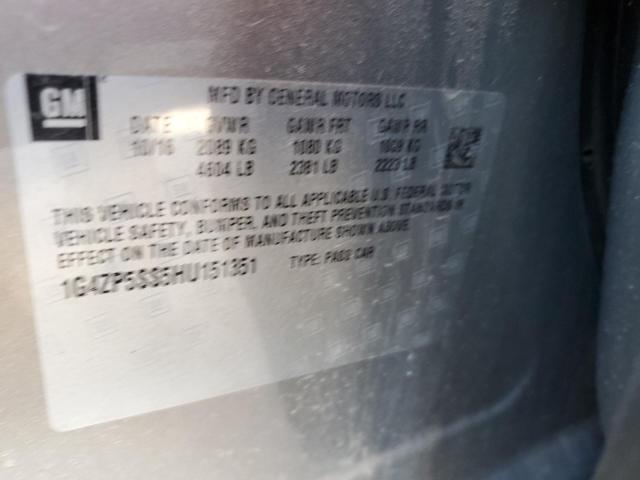 GM
MFD BY GENERAL MOTORS LLC
DATE GVWR GAWR FRT GAWR RR
10/16 2089 KG 1080 KG KG
4604 LB 2381 LB 2223 LB
THIS VEHICLE CONFORMS TO ALL APPLICABLE U.S. FEDERAL MOTOR
VEHICLE SAFETY, BUMPER, AND THEFT PREVENTION STANDARDS IN
EFFECT ON THE DATE OF MANUFACTURE SHOWN ABOVE.
1G4ZP5SS5HU151351 TYPE: PASS CAR